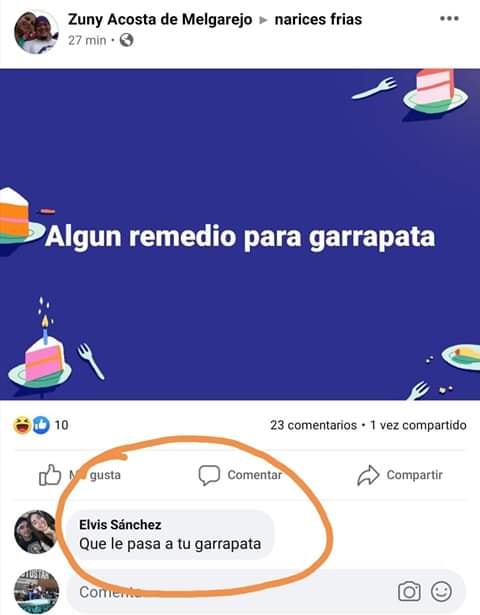 Zuny Acosta de Melgarejo ▸ narices frias
27 min ·
Algun remedio para garrapata
10
23 comentarios • 1 vez compartido
Me gusta
Comentar
Compartir
Elvis Sánchez
Que le pasa a tu garrapata